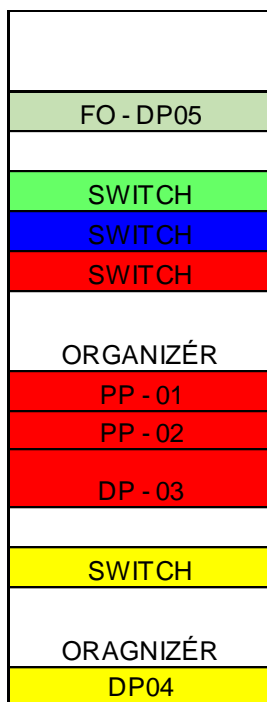 FO - DP05
SWITCH
SWITCH
SWITCH
ORGANIZÉR
PP - 01
PP - 02
DP - 03
SWITCH
ORAGNIZÉR
DP04